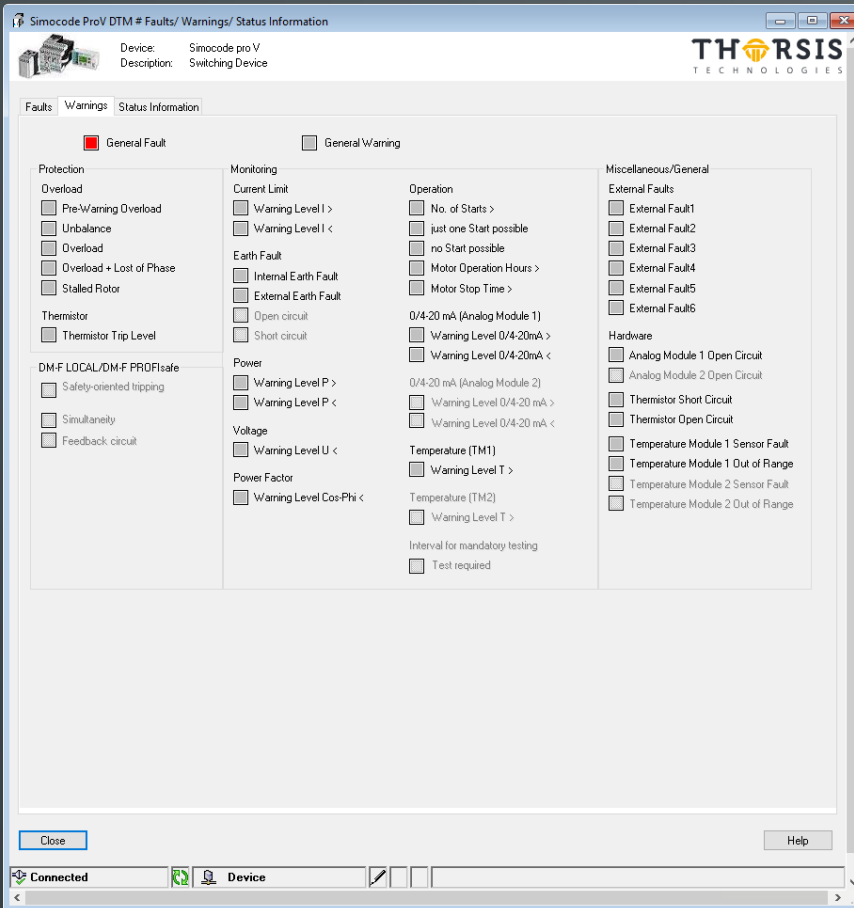 Simocode ProV DTM # Faults/ Warnings/ Status Information
Device: Simocode pro V
Description: Switching Device
THORSIS
TECHNOLOGIES
Faults
Warnings
Status Information
General Fault
General Warning
Protection
Overload
Pre-Warning Overload
Unbalance
Overload
Overload + Lost of Phase
Stalled Rotor
Thermistor
Thermistor Trip Level
DM-F LOCAL/DM-F PROFIsafe
Safety-oriented tripping
Simultaneity
Feedback circuit
Monitoring
Current Limit
Warning Level I >
Warning Level I <
Earth Fault
Internal Earth Fault
External Earth Fault
Open circuit
Short circuit
Power
Warning Level P >
Warning Level P <
Voltage
Warning Level U <
Power Factor
Warning Level Cos-Phi <
Operation
No. of Starts >
just one Start possible
no Start possible
Motor Operation Hours >
Motor Stop Time >
0/4-20 mA (Analog Module 1)
Warning Level 0/4-20mA >
Warning Level 0/4-20mA <
0/4-20 mA (Analog Module 2)
Warning Level 0/4-20 mA >
Warning Level 0/4-20 mA <
Temperature (TM1)
Warning Level T >
Temperature (TM2)
Warning Level T >
Interval for mandatory testing
Test required
Miscellaneous/General
External Faults
External Fault1
External Fault2
External Fault3
External Fault4
External Fault5
External Fault6
Hardware
Analog Module 1 Open Circuit
Analog Module 2 Open Circuit
Thermistor Short Circuit
Thermistor Open Circuit
Temperature Module 1 Sensor Fault
Temperature Module 1 Out of Range
Temperature Module 2 Sensor Fault
Temperature Module 2 Out of Range
Close
Help
Connected
Device